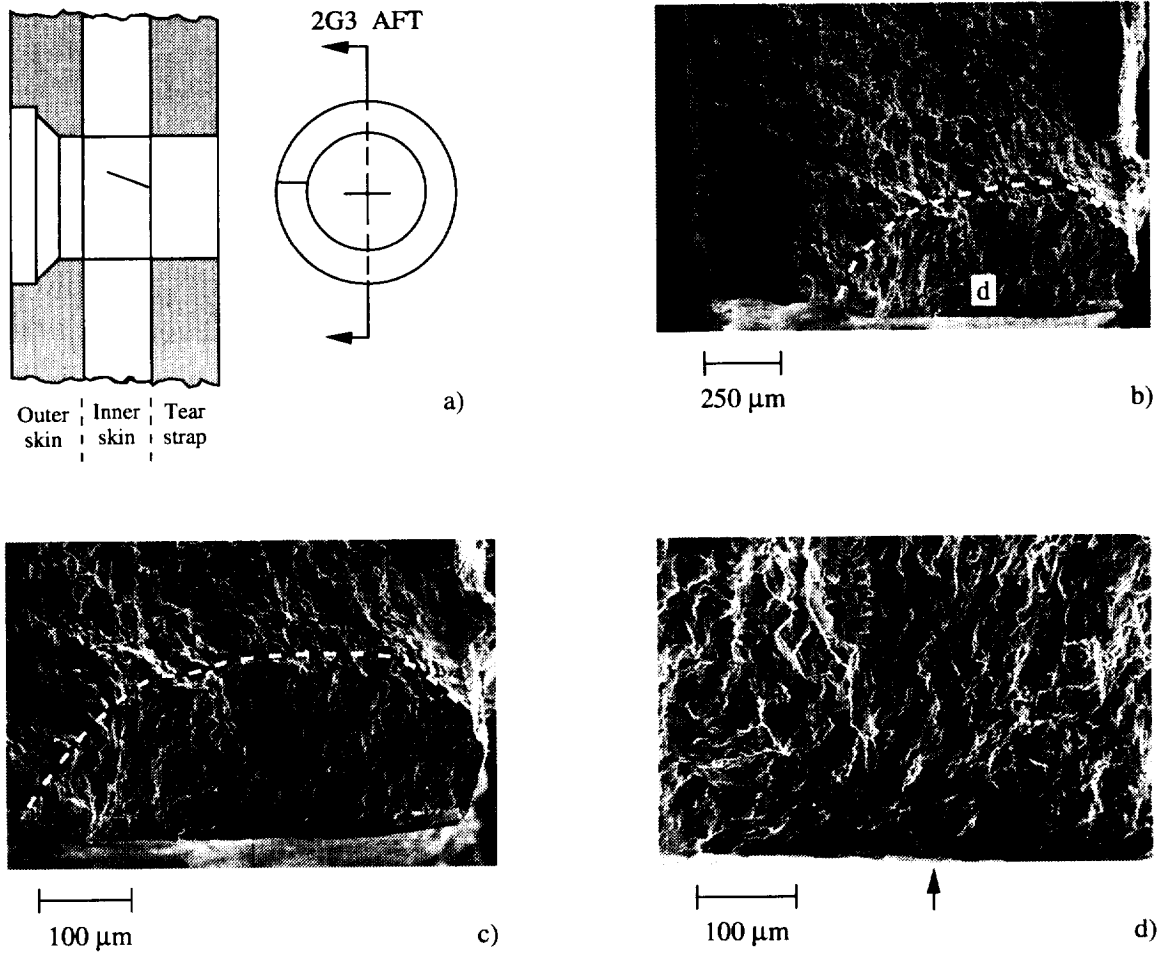 2G3 AFT
Outer skin
Inner skin
Tear strap
a)
d
250 μm
b)
100 μm
c)
100 μm
d)